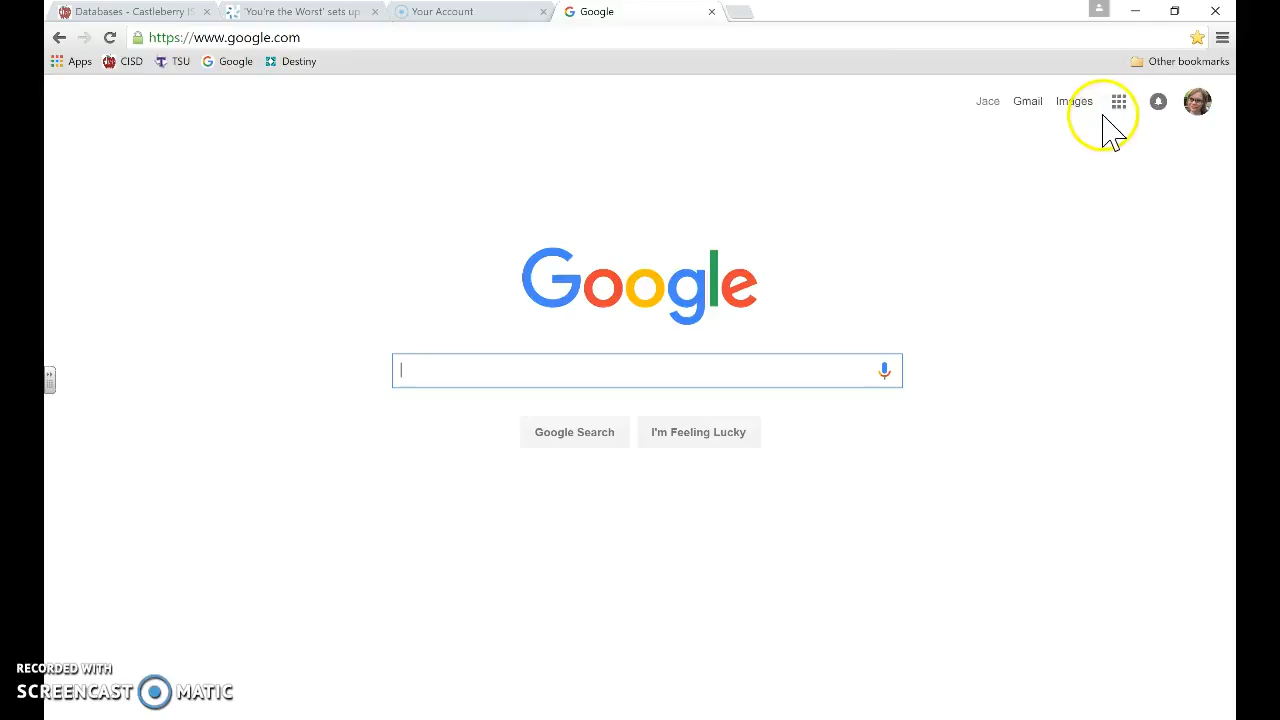 Databases - Castleberry I
'You're the Worst' sets up
Your Account
Google
https://www.google.com
Apps CISD TSU Google Destiny Other bookmarks
Jace Gmail Images
Google
Google Search I'm Feeling Lucky
RECORDED WITH
SCREENCAST MATIC